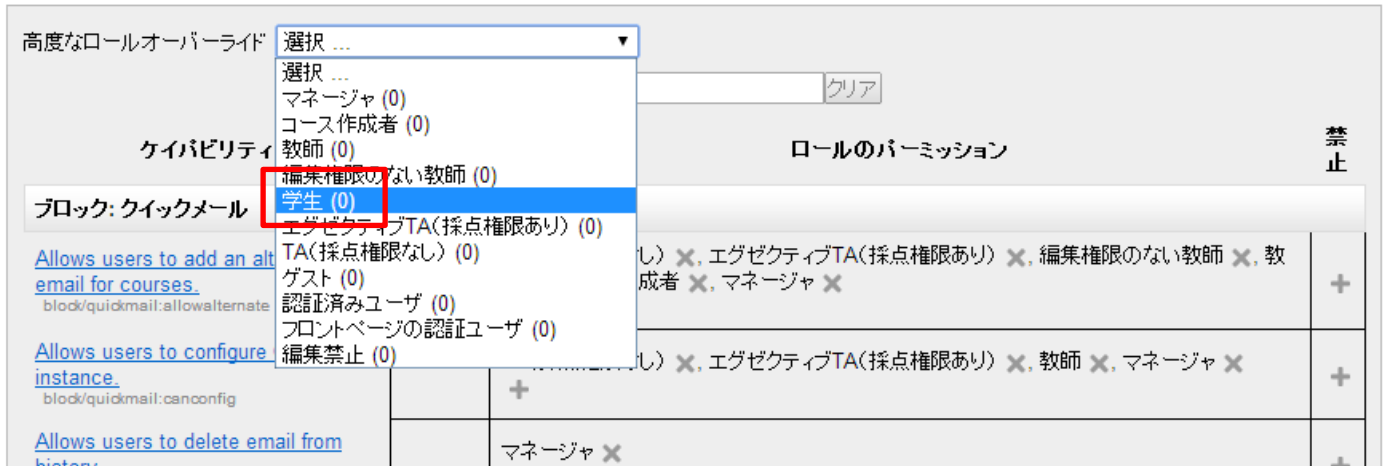 高度なロールオーバーライド 選択 ... ▼
選択 ...
マネージャ (0)
クリア
コース作成者 (0)
ケイパビリティ 教師 (0) ロールのパーミッション 禁止
編集権限のない教師 (0)
ブロック: クイックメール 学生 (0)
エグゼクティブTA(採点権限あり) (0)
Allows users to add an alt TA(採点権限なし) (0) し) ✕, エグゼクティブTA(採点権限あり) ✕, 編集権限のない教師 ✕, 教
email for courses. ゲスト (0) 成者 ✕, マネージャ ✕ +
block/quickmail:allowalternate 認証済みユーザ (0)
フロントページの認証ユーザ (0)
Allows users to configure 編集禁止 (0) し) ✕, エグゼクティブTA(採点権限あり) ✕, 教師 ✕, マネージャ ✕
instance. + +
block/quickmail:canconfig
Allows users to delete email from マネージャ ✕
history. +